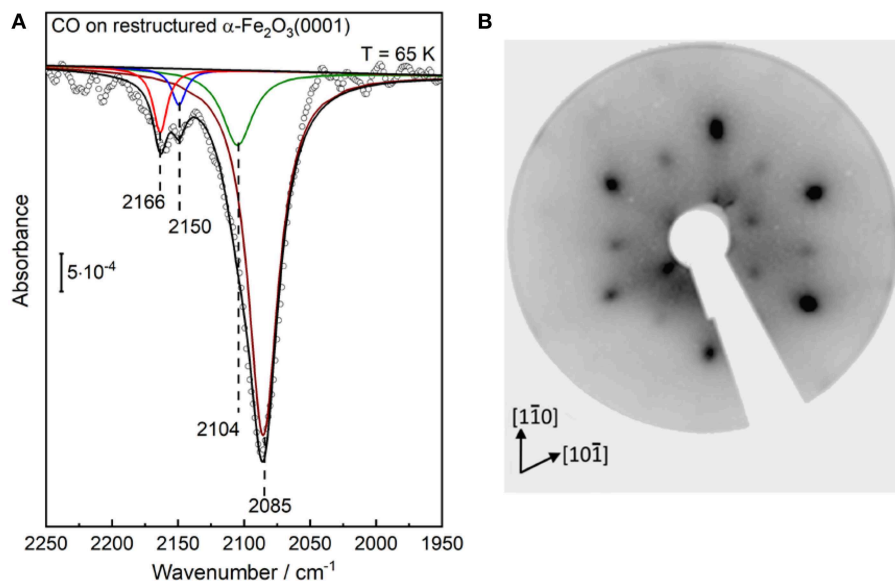 A
CO on restructured α-Fe₂O₃(0001)
T = 65 K
2166
2150
5·10⁻⁴
2104
2085
Absorbance
2250 2200 2150 2100 2050 2000 1950
Wavenumber / cm⁻¹
B
[11̄0]
[101̄]